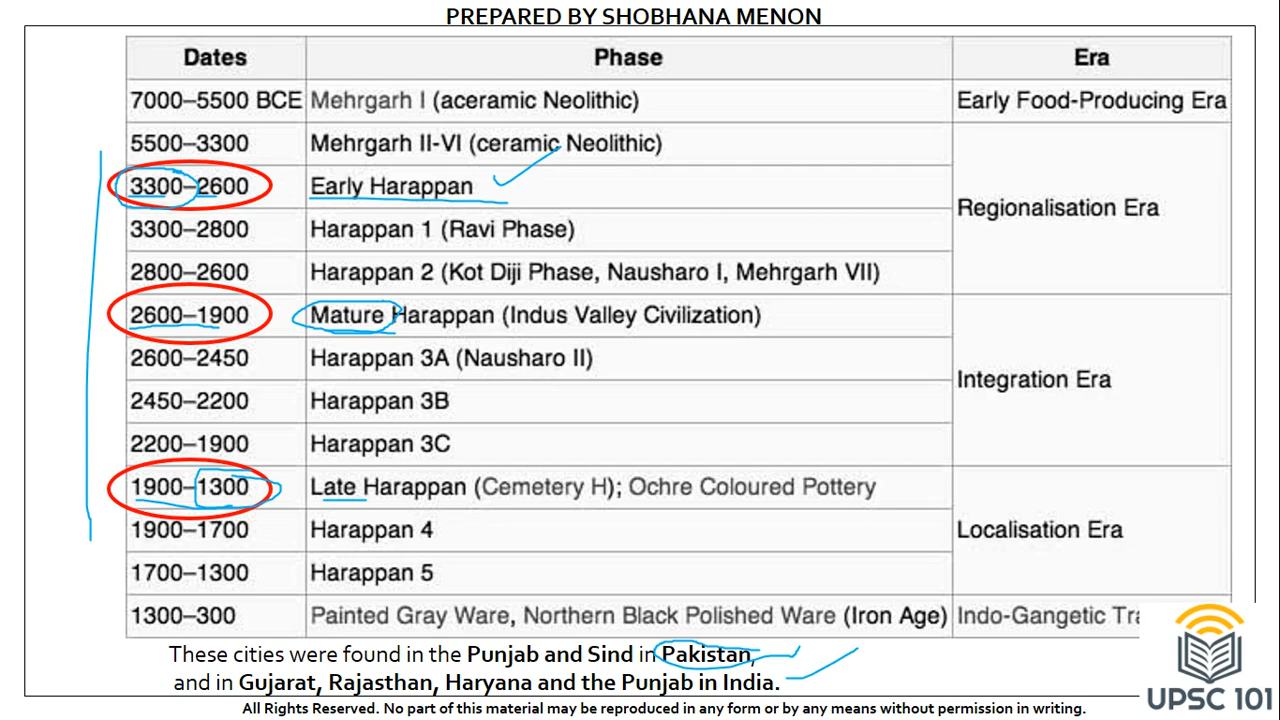 PREPARED BY SHOBHANA MENON
Dates Phase Era
7000–5500 BCE Mehrgarh I (aceramic Neolithic) Early Food-Producing Era
5500–3300 Mehrgarh II-VI (ceramic Neolithic)
3300–2600 Early Harappan
Regionalisation Era
3300–2800 Harappan 1 (Ravi Phase)
2800–2600 Harappan 2 (Kot Diji Phase, Nausharo I, Mehrgarh VII)
2600–1900 Mature Harappan (Indus Valley Civilization)
2600–2450 Harappan 3A (Nausharo II)
Integration Era
2450–2200 Harappan 3B
2200–1900 Harappan 3C
1900–1300 Late Harappan (Cemetery H); Ochre Coloured Pottery
1900–1700 Harappan 4 Localisation Era
1700–1300 Harappan 5
1300–300 Painted Gray Ware, Northern Black Polished Ware (Iron Age) Indo-Gangetic
These cities were found in the Punjab and Sind in Pakistan,
and in Gujarat, Rajasthan, Haryana and the Punjab in India.
UPSC 101
All Rights Reserved. No part of this material may be reproduced in any form or by any means without permission in writing.